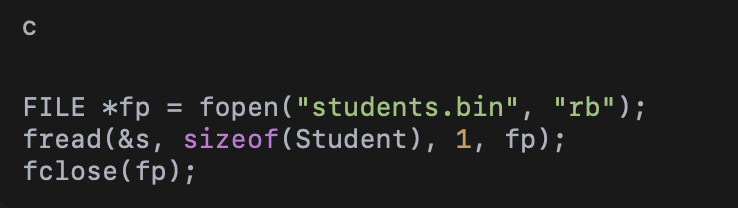 c
FILE *fp = fopen("students.bin", "rb");
fread(&s, sizeof(Student), 1, fp);
fclose(fp);